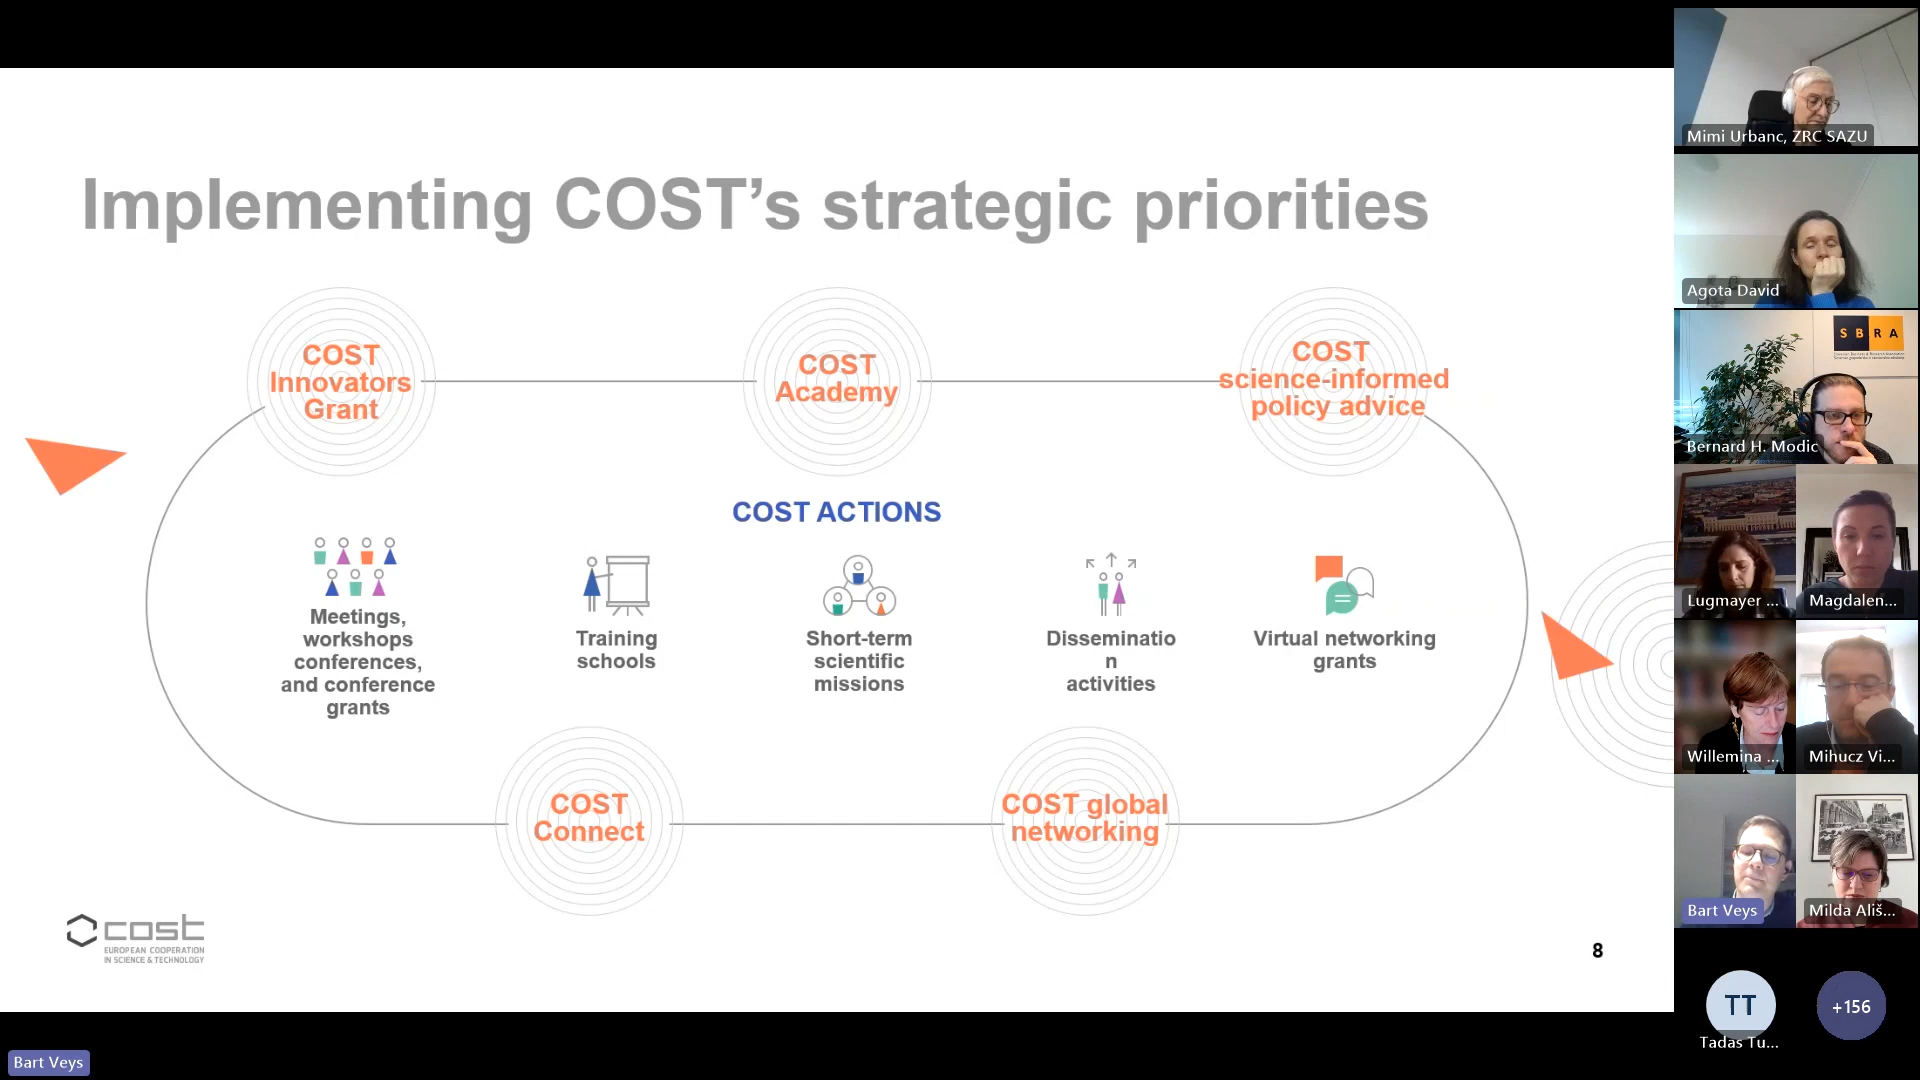 Implementing COST's strategic priorities
COST
Innovators
Grant
COST
Academy
COST
science-informed
policy advice
COST ACTIONS
Meetings,
workshops
conferences,
and conference
grants
Training
schools
Short-term
scientific
missions
Disseminatio
n
activities
Virtual networking
grants
COST
Connect
COST global
networking
cost
EUROPEAN COOPERATION
IN SCIENCE & TECHNOLOGY
8
Bart Veys
Mimi Urbanc, ZRC SAZU
Agota David
S B R A
Bernard H. Modic
Lugmayer ...
Magdalen...
Willemina ...
Mihucz Vi...
Bart Veys
Milda Ališ...
TT
+156
Tadas Tu...